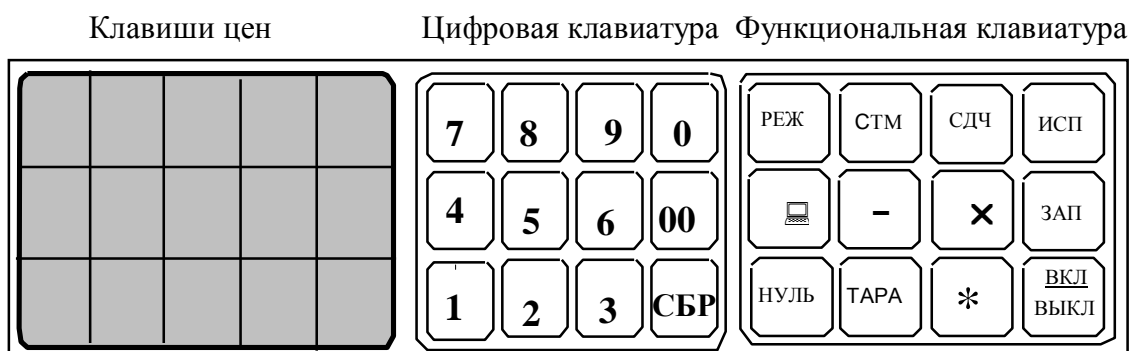 Клавиши цен Цифровая клавиатура Функциональная клавиатура
7 8 9 0 РЕЖ СТМ СДЧ ИСП
4 5 6 00 - × ЗАП
1 2 3 СБР НУЛЬ ТАРА * ВКЛ
ВЫКЛ